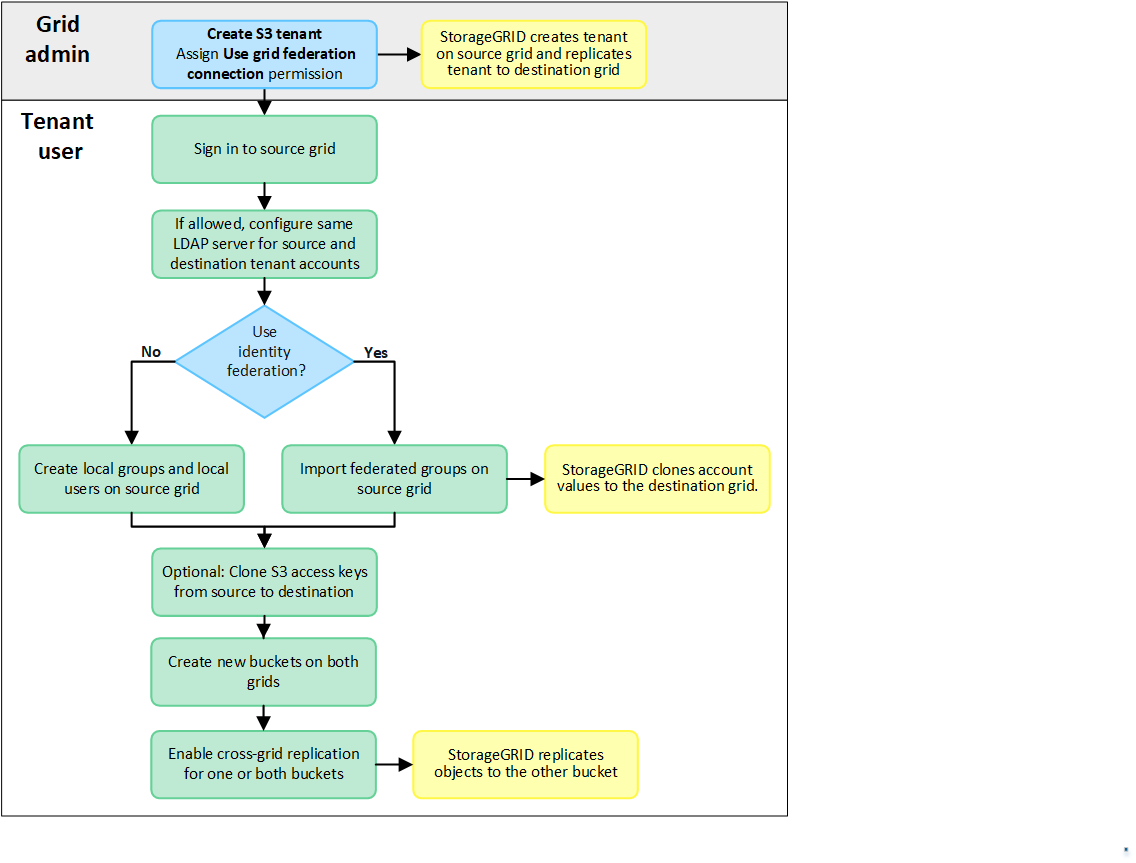 Grid
admin
Create S3 tenant
Assign Use grid federation
connection permission
StorageGRID creates tenant
on source grid and replicates
tenant to destination grid
Tenant
user
Sign in to source grid
If allowed, configure same
LDAP server for source and
destination tenant accounts
Use
identity
federation?
No
Yes
Create local groups and local
users on source grid
Import federated groups on
source grid
StorageGRID clones account
values to the destination grid.
Optional: Clone S3 access keys
from source to destination
Create new buckets on both
grids
Enable cross-grid replication
for one or both buckets
StorageGRID replicates
objects to the other bucket